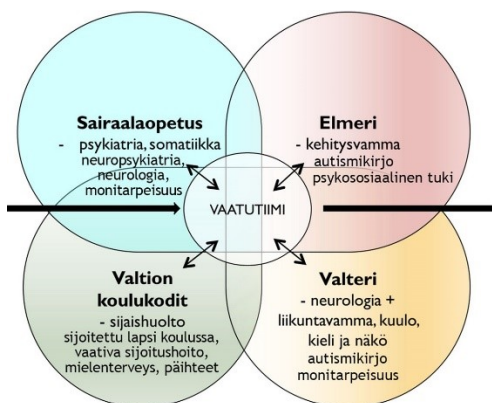 Sairaalaopetus
- psykiatria, somatiikka
neuropsykiatria,
neurologia,
monitarpeisuus
Elmeri
- kehitysvamma
autismikirjo
psykososiaalinen tuki
VAATUTIIMI
Valtion
koulukodit
- sijaishuolto
sijoitettu lapsi koulussa,
vaativa sijoitushoito,
mielenterveys, päihteet
Valteri
- neurologia +
liikuntavamma, kuulo,
kieli ja näkö
autismikirjo
monitarpeisuus